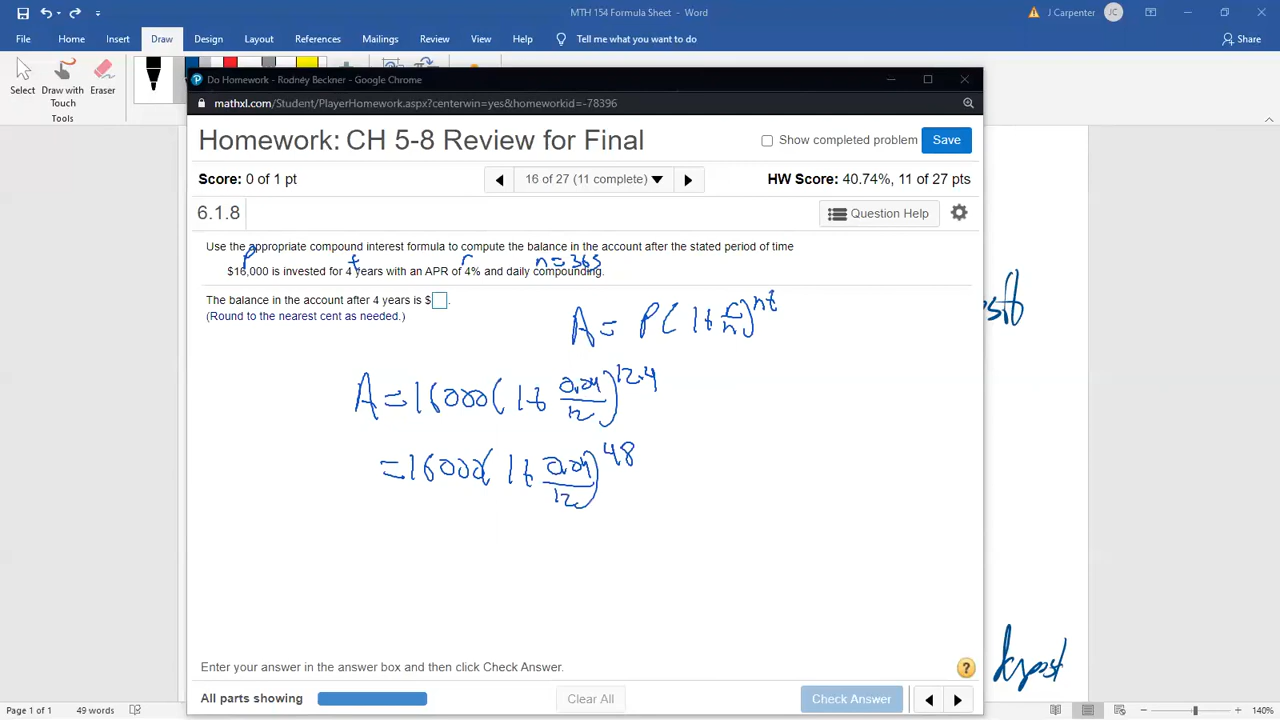 MTH 154 Formula Sheet - Word
J Carpenter JC
File Home Insert Draw Design Layout References Mailings Review View Help Tell me what you want to do Share
Select Draw with Touch Eraser
Tools
Do Homework - Rodney Beckner - Google Chrome
mathxl.com/Student/PlayerHomework.aspx?centerwin=yes&homeworkid=-78396
Homework: CH 5-8 Review for Final
Show completed problem Save
Score: 0 of 1 pt
16 of 27 (11 complete)
HW Score: 40.74%, 11 of 27 pts
6.1.8
Question Help
Use the appropriate compound interest formula to compute the balance in the account after the stated period of time
P t r n = 365
$16,000 is invested for 4 years with an APR of 4% and daily compounding.
The balance in the account after 4 years is $ .
(Round to the nearest cent as needed.)
A = P(1+r/n)^nt
A = 16000(1+0.04/12)^12·4
= 16000(1+0.04/12)^48
Enter your answer in the answer box and then click Check Answer.
?
All parts showing
Clear All
Check Answer
Page 1 of 1 49 words
140%